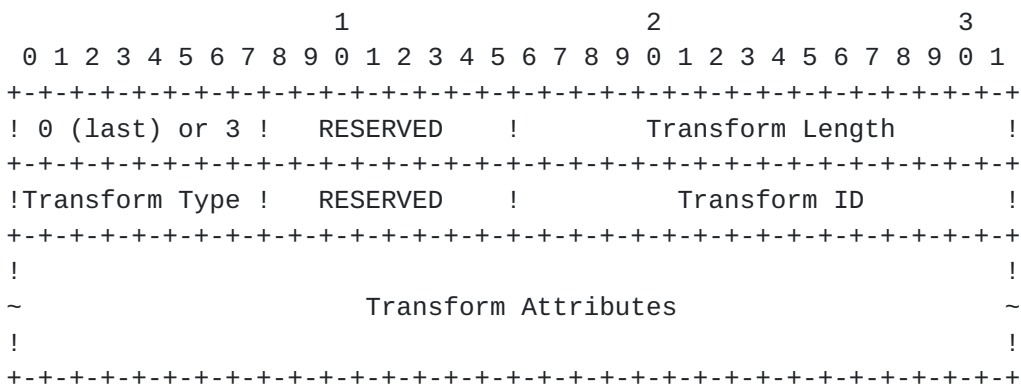 1                   2                   3
 0 1 2 3 4 5 6 7 8 9 0 1 2 3 4 5 6 7 8 9 0 1 2 3 4 5 6 7 8 9 0 1
+-+-+-+-+-+-+-+-+-+-+-+-+-+-+-+-+-+-+-+-+-+-+-+-+-+-+-+-+-+-+-+-+
! 0 (last) or 3 !   RESERVED    !        Transform Length       !
+-+-+-+-+-+-+-+-+-+-+-+-+-+-+-+-+-+-+-+-+-+-+-+-+-+-+-+-+-+-+-+-+
!Transform Type !   RESERVED    !          Transform ID         !
+-+-+-+-+-+-+-+-+-+-+-+-+-+-+-+-+-+-+-+-+-+-+-+-+-+-+-+-+-+-+-+-+
!                                                               !
~                      Transform Attributes                     ~
!                                                               !
+-+-+-+-+-+-+-+-+-+-+-+-+-+-+-+-+-+-+-+-+-+-+-+-+-+-+-+-+-+-+-+-+